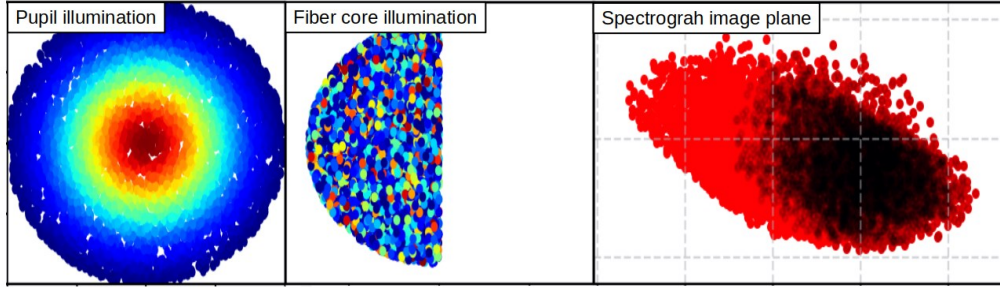 Pupil illumination
Fiber core illumination
Spectrograh image plane